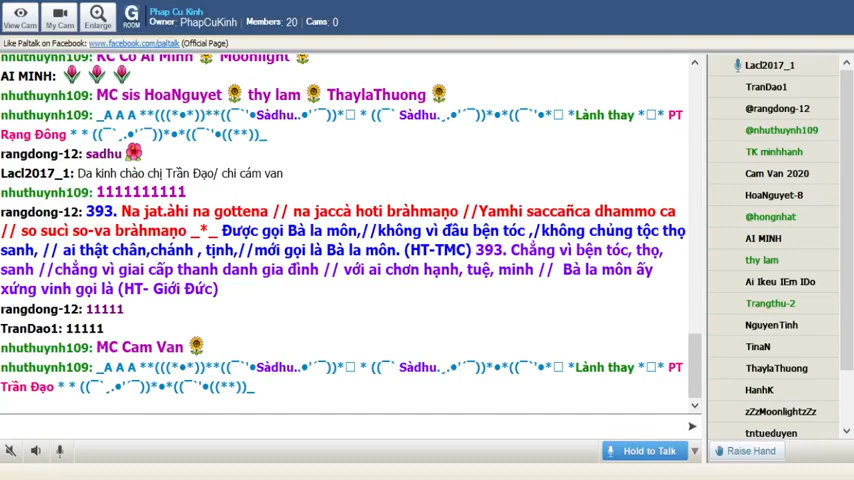 View Cam
My Cam
Enlarge
G
ROOM
Phap Cu Kinh
Owner: PhapCuKinh Members: 20 Cams: 0
Like Paltalk on Facebook: www.facebook.com/paltalk (Official Page)
nhuthuynh109: KC Cô Ái Minh Moonlight
AI MINH:
nhuthuynh109: MC sis HoaNguyet thy lam ThaylaThuong
nhuthuynh109: _A A A **(((•●•))**((¯`'●Sàdhu..●'´¯))*□ * ((¯` Sàdhu.¸.●'´¯))*●*((¯`'●*□ *Lành thay *□* PT
Rạng Đông * * ((¯`¸.●'´¯))*●*((¯`'●((**))_
rangdong-12: sadhu
Lacl2017_1: Da kinh chào chị Trần Đạo/ chi cám van
nhuthuynh109: 1111111111
rangdong-12: 393. Na jat.àhi na gottena // na jaccà hoti bràhmaṇo //Yamhi saccañca dhammo ca
// so sucì so-va bràhmaṇo _*_ Được gọi Bà la môn,//không vì đầu bện tóc ,/không chủng tộc thọ
sanh, // ai thật chân,chánh , tịnh,//mới gọi là Bà la môn. (HT-TMC) 393. Chẳng vì bện tóc, thọ,
sanh //chẳng vì giai cấp thanh danh gia đình // với ai chơn hạnh, tuệ, minh // Bà la môn ấy
xứng vinh gọi là (HT- Giới Đức)
rangdong-12: 11111
TranDao1: 11111
nhuthuynh109: MC Cam Van
nhuthuynh109: _A A A **(((•●•))**((¯`'●Sàdhu..●'´¯))*□ * ((¯` Sàdhu.¸.●'´¯))*●*((¯`'●*□ *Lành thay *□* PT
Trần Đạo * * ((¯`¸.●'´¯))*●*((¯`'●((**))_
Hold to Talk
Lacl2017_1
TranDao1
@rangdong-12
@nhuthuynh109
TK minhhanh
Cam Van 2020
HoaNguyet-8
@hongnhat
AI MINH
thy lam
Ai Ikeu IErn IDo
Trangthu-2
NguyenTinh
TinaN
ThaylaThuong
HanhK
zZzMoonlightzZz
tntueduyen
Raise Hand